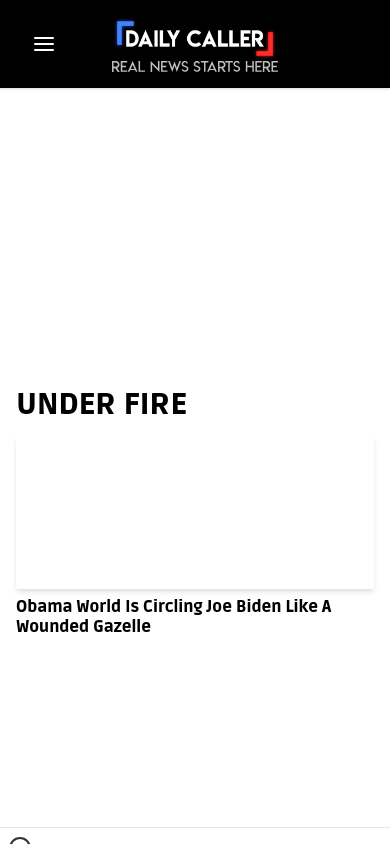 DAILY CALLER
REAL NEWS STARTS HERE
UNDER FIRE
Obama World Is Circling Joe Biden Like A
Wounded Gazelle